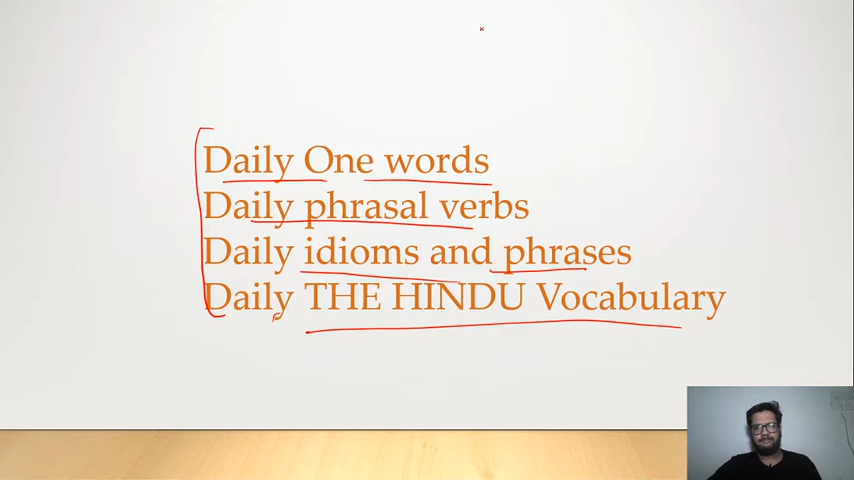 Daily One words
Daily phrasal verbs
Daily idioms and phrases
Daily THE HINDU Vocabulary